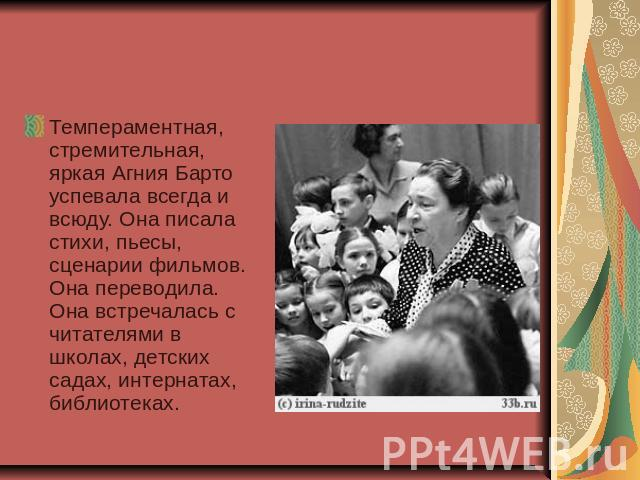 Темпераментная,
стремительная,
яркая Агния Барто
успевала всегда и
всюду. Она писала
стихи, пьесы,
сценарии фильмов.
Она переводила.
Она встречалась с
читателями в
школах, детских
садах, интернатах,
библиотеках.
(c) irina-rudzite 33b.ru
PPt4WEB.ru